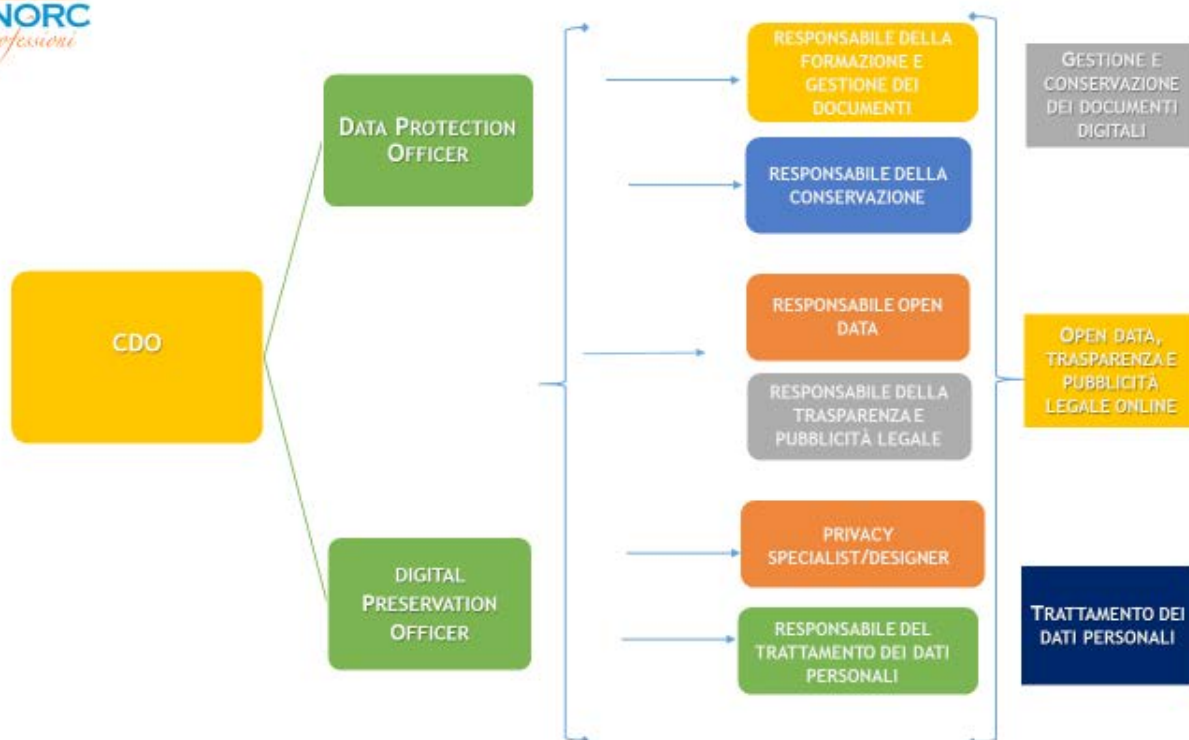 NORC
ofessioni
CDO
DATA PROTECTION
OFFICER
DIGITAL
PRESERVATION
OFFICER
RESPONSABILE DELLA
FORMAZIONE E
GESTIONE DEI
DOCUMENTI
RESPONSABILE DELLA
CONSERVAZIONE
RESPONSABILE OPEN
DATA
RESPONSABILE DELLA
TRASPARENZA E
PUBBLICITÀ LEGALE
PRIVACY
SPECIALIST/DESIGNER
RESPONSABILE DEL
TRATTAMENTO DEI DATI
PERSONALI
GESTIONE E
CONSERVAZIONE
DEI DOCUMENTI
DIGITALI
OPEN DATA,
TRASPARENZA E
PUBBLICITÀ
LEGALE ONLINE
TRATTAMENTO DEI
DATI PERSONALI